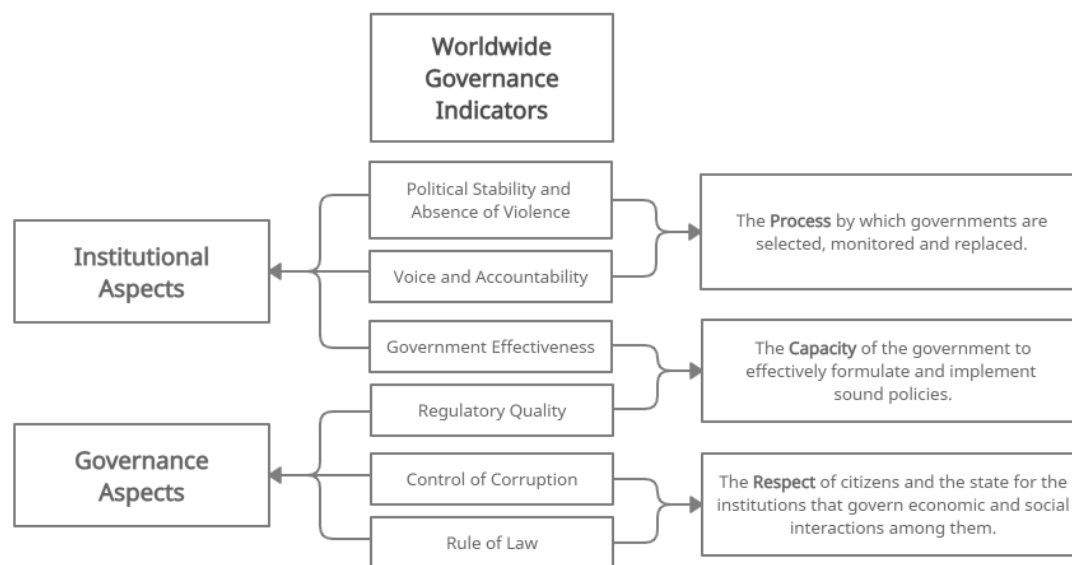 Worldwide
Governance
Indicators
Institutional
Aspects
Governance
Aspects
Political Stability and
Absence of Violence
Voice and Accountability
Government Effectiveness
Regulatory Quality
Control of Corruption
Rule of Law
The Process by which governments are
selected, monitored and replaced.
The Capacity of the government to
effectively formulate and implement
sound policies.
The Respect of citizens and the state for the
institutions that govern economic and social
interactions among them.